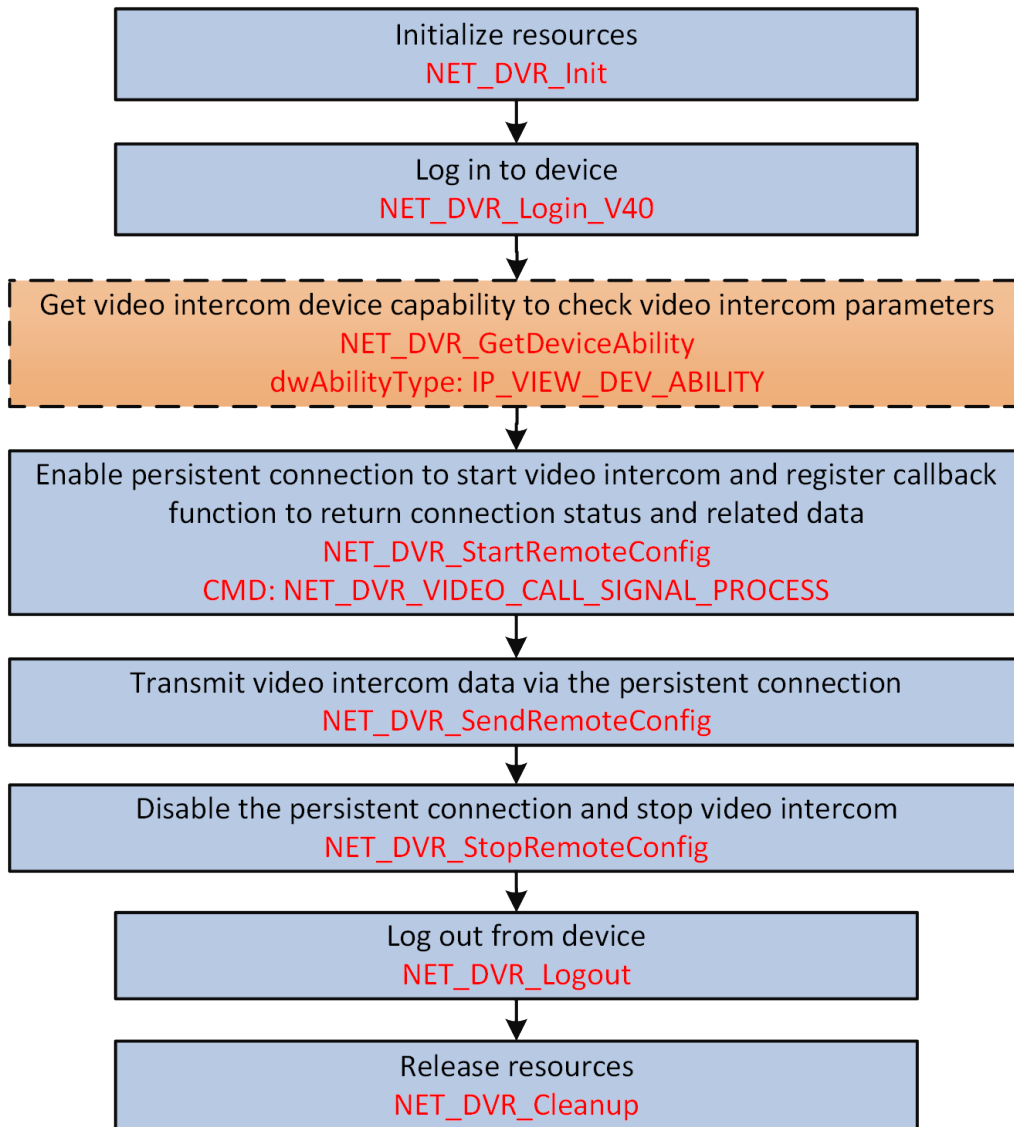 Initialize resources
NET_DVR_Init
Log in to device
NET_DVR_Login_V40
Get video intercom device capability to check video intercom parameters
NET_DVR_GetDeviceAbility
dwAbilityType: IP_VIEW_DEV_ABILITY
Enable persistent connection to start video intercom and register callback
function to return connection status and related data
NET_DVR_StartRemoteConfig
CMD: NET_DVR_VIDEO_CALL_SIGNAL_PROCESS
Transmit video intercom data via the persistent connection
NET_DVR_SendRemoteConfig
Disable the persistent connection and stop video intercom
NET_DVR_StopRemoteConfig
Log out from device
NET_DVR_Logout
Release resources
NET_DVR_Cleanup